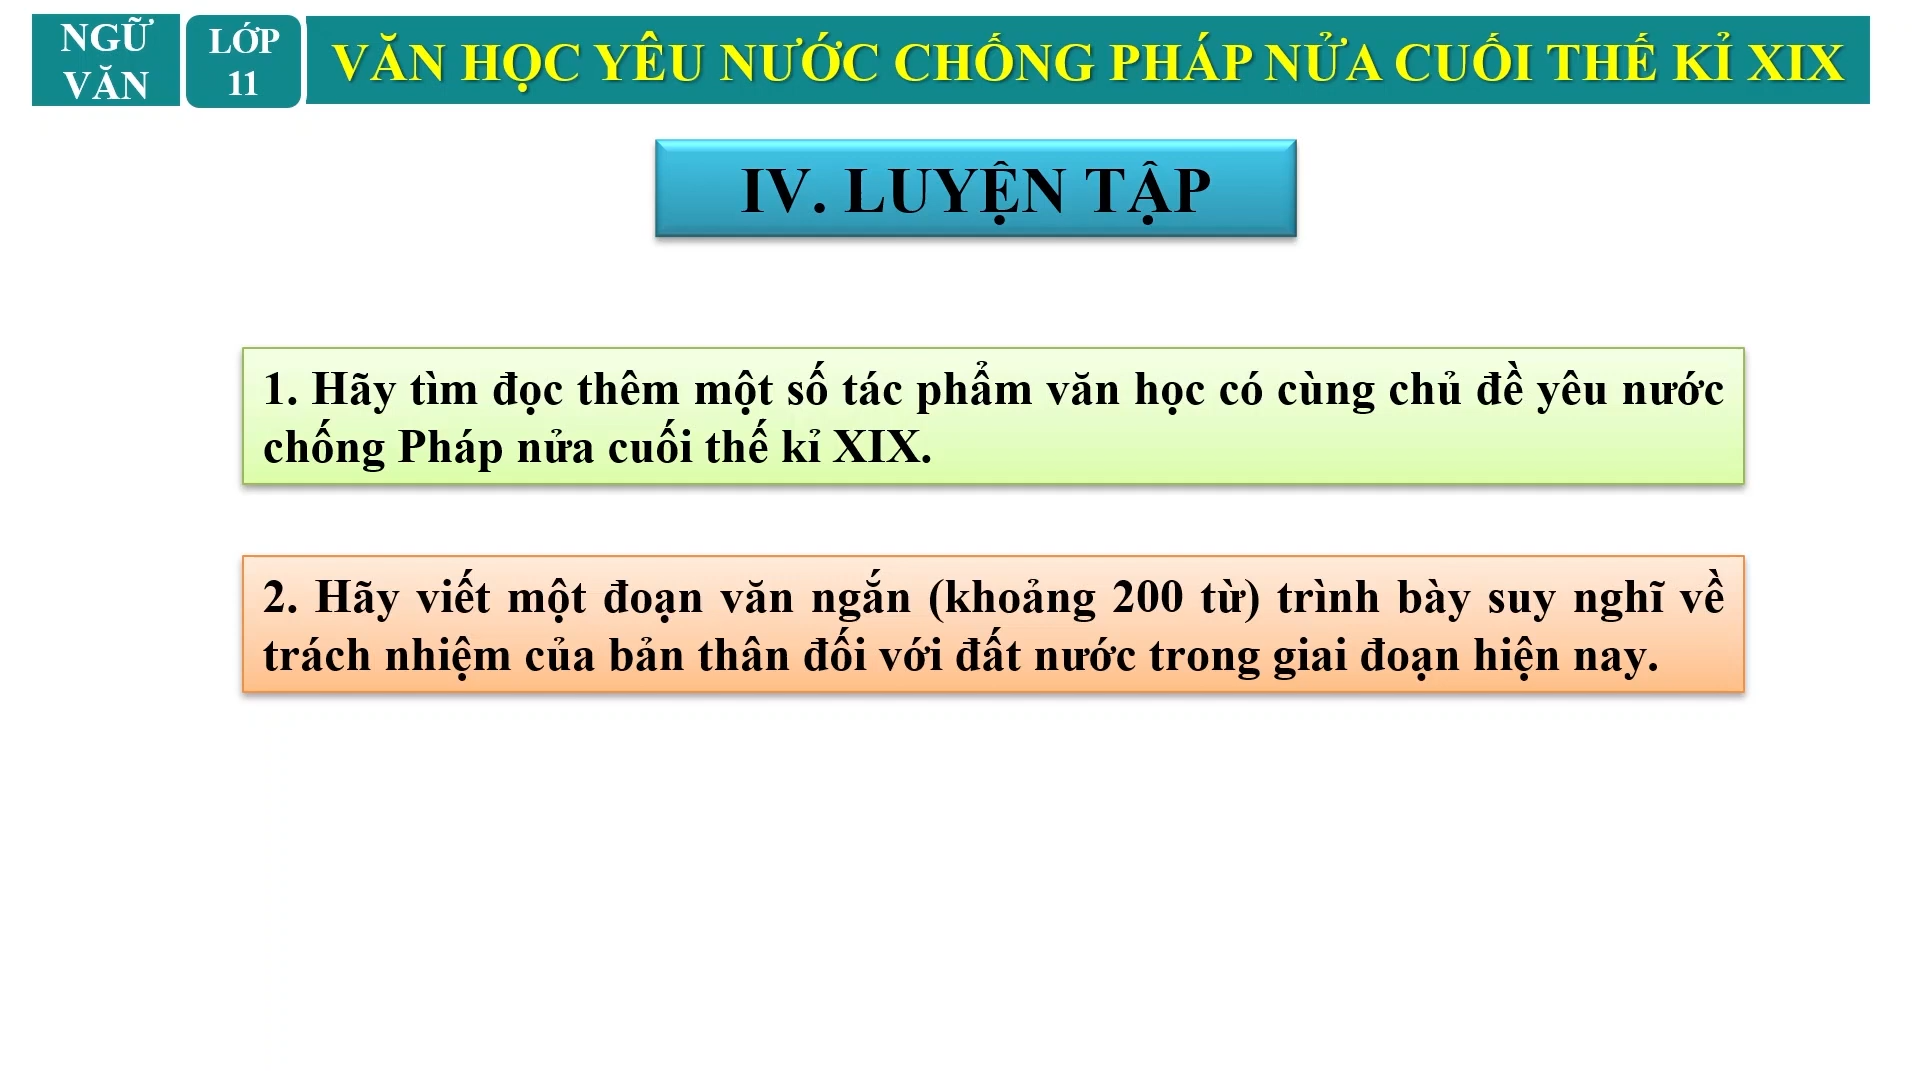 NGỮ
VĂN
LỚP
11
VĂN HỌC YÊU NƯỚC CHỐNG PHÁP NỬA CUỐI THẾ KỈ XIX
IV. LUYỆN TẬP
1. Hãy tìm đọc thêm một số tác phẩm văn học có cùng chủ đề yêu nước
chống Pháp nửa cuối thế kỉ XIX.
2. Hãy viết một đoạn văn ngắn (khoảng 200 từ) trình bày suy nghĩ về
trách nhiệm của bản thân đối với đất nước trong giai đoạn hiện nay.